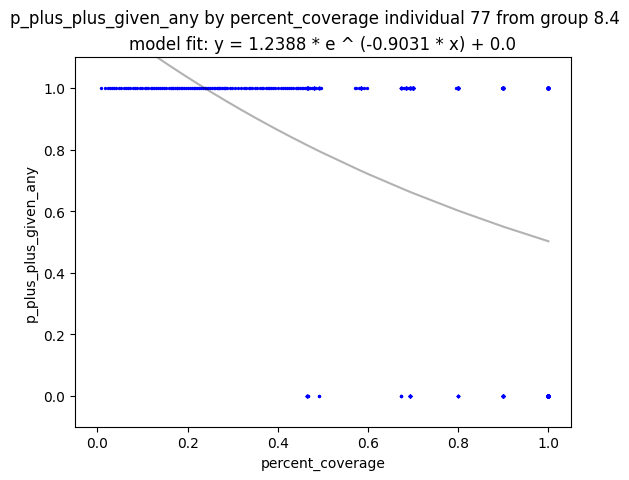 p_plus_plus_given_any by percent_coverage individual 77 from group 8.4
model fit: y = 1.2388 * e ^ (-0.9031 * x) + 0.0
1.0
0.8
0.6
0.4
0.2
0.0
p_plus_plus_given_any
0.0 0.2 0.4 0.6 0.8 1.0
percent_coverage